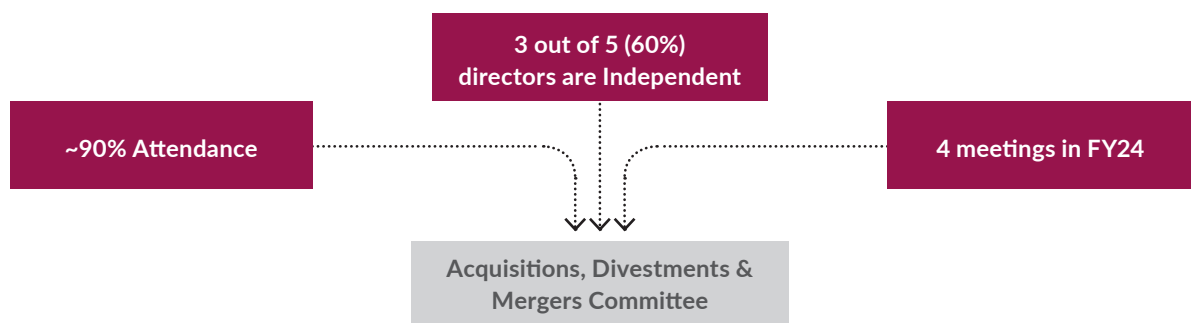 3 out of 5 (60%)
directors are Independent
~90% Attendance
4 meetings in FY24
Acquisitions, Divestments &
Mergers Committee